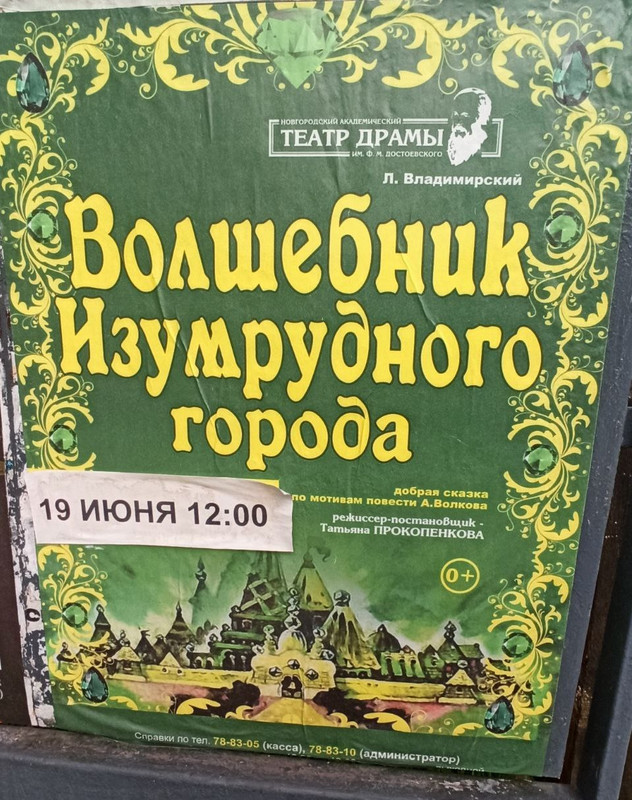 НОВГОРОДСКИЙ АКАДЕМИЧЕСКИЙ
ТЕАТР ДРАМЫ
ИМ. Ф. М. ДОСТОЕВСКОГО
Л. Владимирский
Волшебник
Изумрудного
города
добрая сказка
по мотивам повести А.Волкова
19 ИЮНЯ 12:00
режиссер-постановщик -
Татьяна ПРОКОПЕНКОВА
0+
Справки по тел. 78-83-05 (касса), 78-83-10 (администратор)